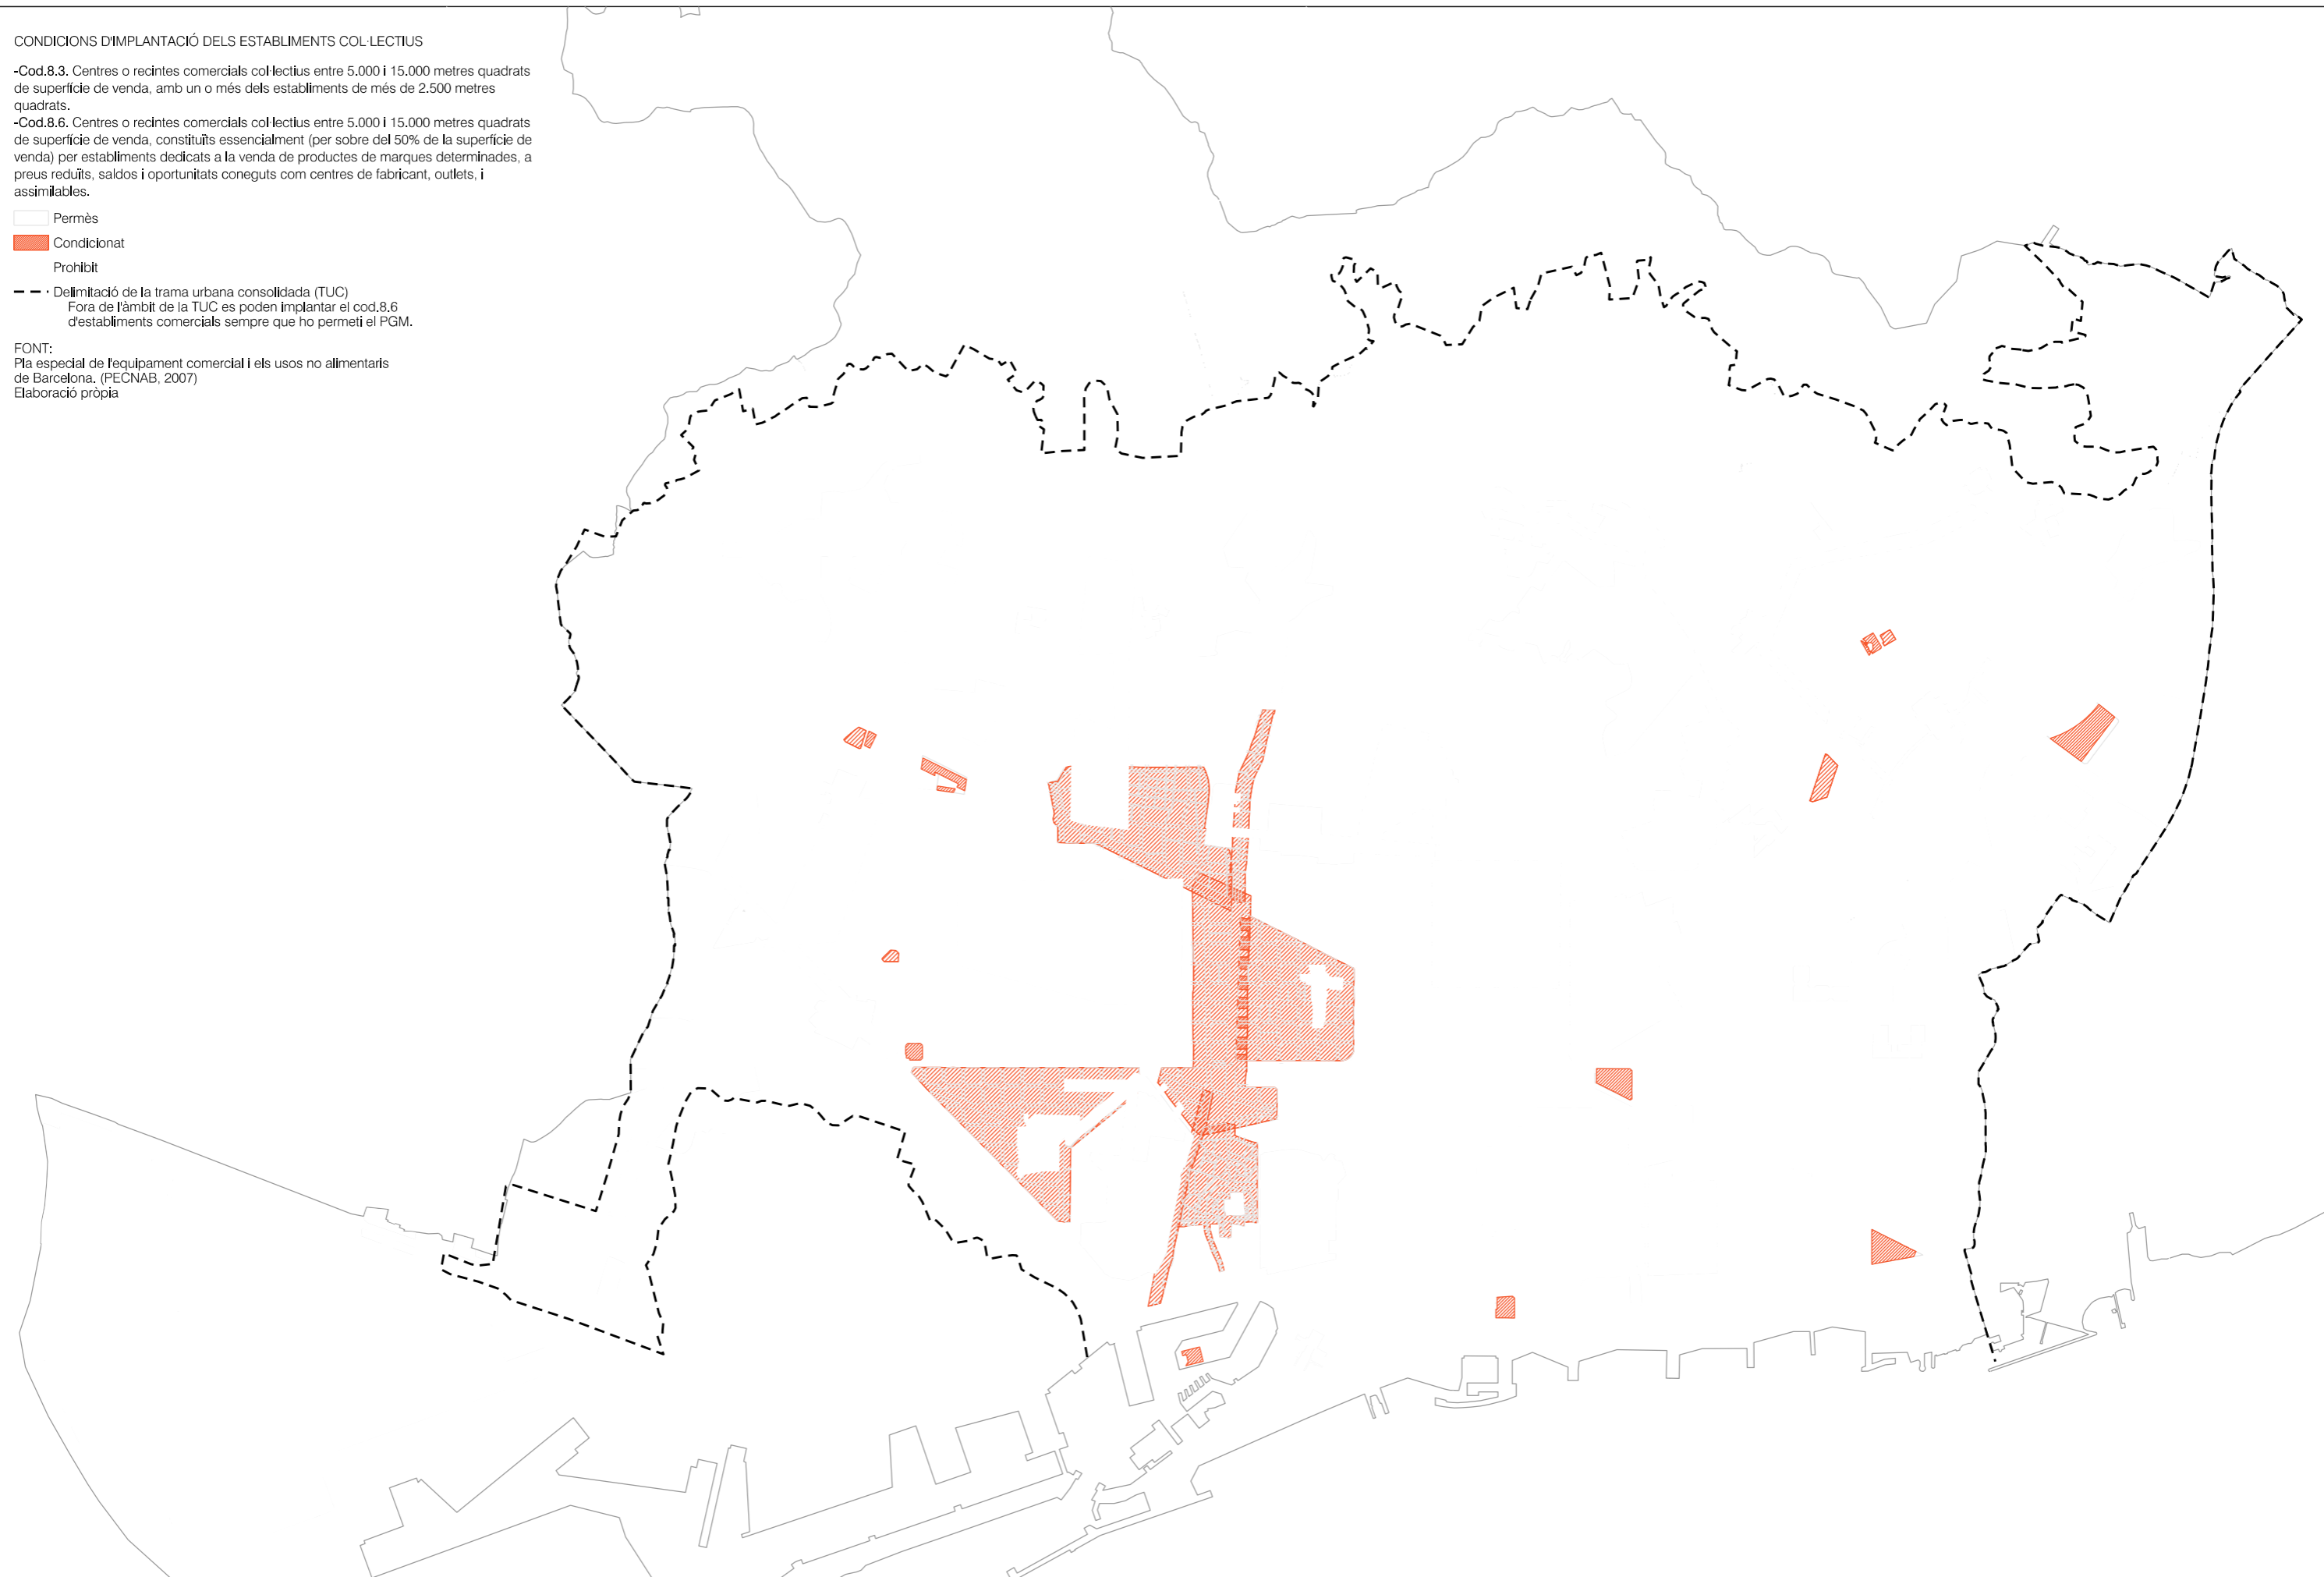 CONDICIONS D'IMPLANTACIÓ DELS ESTABLIMENTS COL·LECTIUS
-Cod.8.3. Centres o recintes comercials col·lectius entre 5.000 i 15.000 metres quadrats
de superfície de venda, amb un o més dels establiments de més de 2.500 metres
quadrats.
-Cod.8.6. Centres o recintes comercials col·lectius entre 5.000 i 15.000 metres quadrats
de superfície de venda, constituïts essencialment (per sobre del 50% de la superfície de
venda) per establiments dedicats a la venda de productes de marques determinades, a
preus reduïts, saldos i oportunitats coneguts com centres de fabricant, outlets, i
assimilables.
Permès
Condicionat
Prohibit
Delimitació de la trama urbana consolidada (TUC)
Fora de l'àmbit de la TUC es poden implantar el cod.8.6
d'establiments comercials sempre que ho permeti el PGM.
FONT:
Pla especial de l'equipament comercial i els usos no alimentaris
de Barcelona. (PECNAB, 2007)
Elaboració pròpia